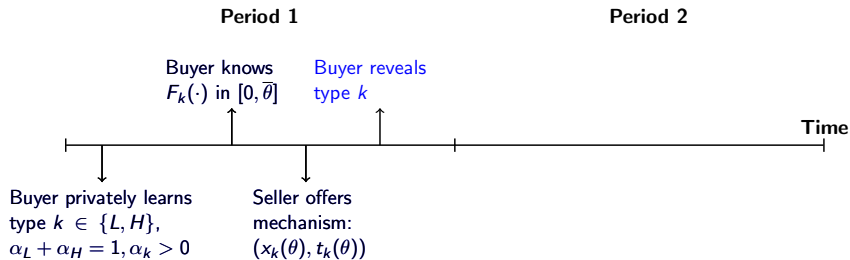 Period 1
Period 2
Buyer knows
F_k(·) in [0, θ̅]
Buyer reveals
type k
Time
Buyer privately learns
type k ∈ {L, H},
α_L + α_H = 1, α_k > 0
Seller offers
mechanism:
(x_k(θ), t_k(θ))